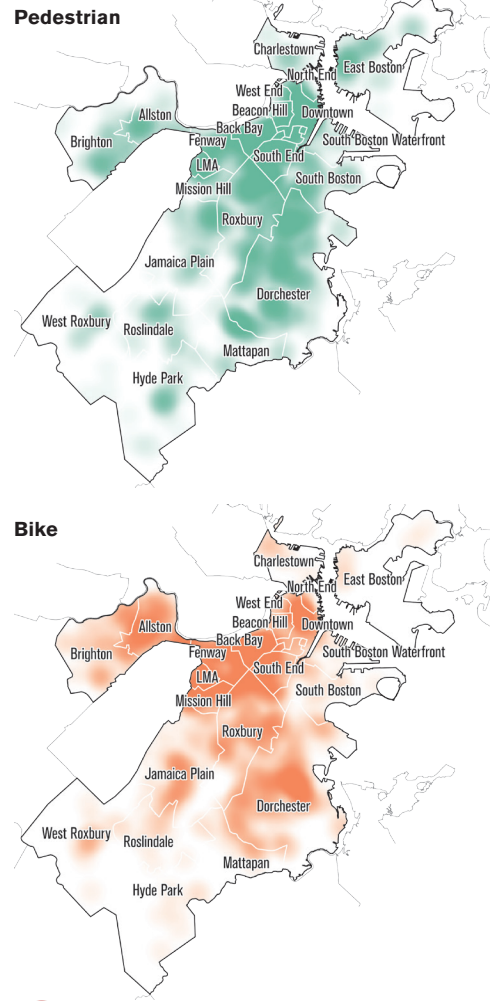 Pedestrian
Charlestown
North End
East Boston
West End
Beacon Hill
Downtown
Allston
Back Bay
Brighton
Fenway
South Boston Waterfront
South End
LMA
South Boston
Mission Hill
Roxbury
Jamaica Plain
Dorchester
West Roxbury
Roslindale
Mattapan
Hyde Park
Bike
Charlestown
North End
East Boston
West End
Beacon Hill
Downtown
Allston
Back Bay
Brighton
Fenway
South Boston Waterfront
South End
LMA
South Boston
Mission Hill
Roxbury
Jamaica Plain
Dorchester
West Roxbury
Roslindale
Mattapan
Hyde Park